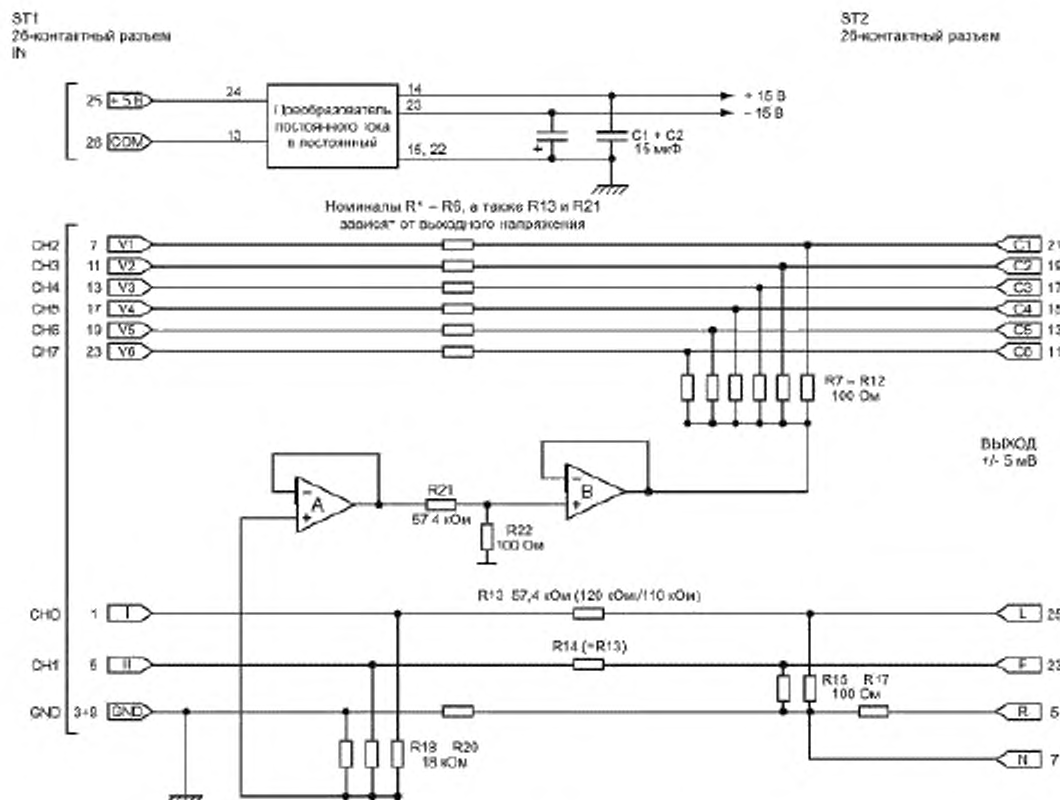 ST1
26-контактный разъем
IN
ST2
26-контактный разъем
25 +5В 24
26 COM 13
Преобразователь
постоянного тока
в постоянный
14
23
15, 22
+ 15 В
− 15 В
+
C1 + C2
15 мкФ
Номиналы R* – R6, а также R13 и R21
зависят от выходного напряжения
CH2 7 V1 C1 21
CH3 11 V2 C2 19
CH4 13 V3 C3 17
CH5 17 V4 C4 15
CH6 19 V5 C5 13
CH7 23 V6 C6 11
R7 – R12
100 Ом
ВЫХОД
+/- 5 мВ
− A +
R21
57,4 кОм
R22
100 Ом
− B +
R13 57,4 кОм (120 кОм/110 кОм)
CH0 1 I L 25
R14 (=R13)
CH1 5 II F 23
R15 R17
100 Ом
GND 3+9 GND R 5
R18 R20
18 кОм
N 7